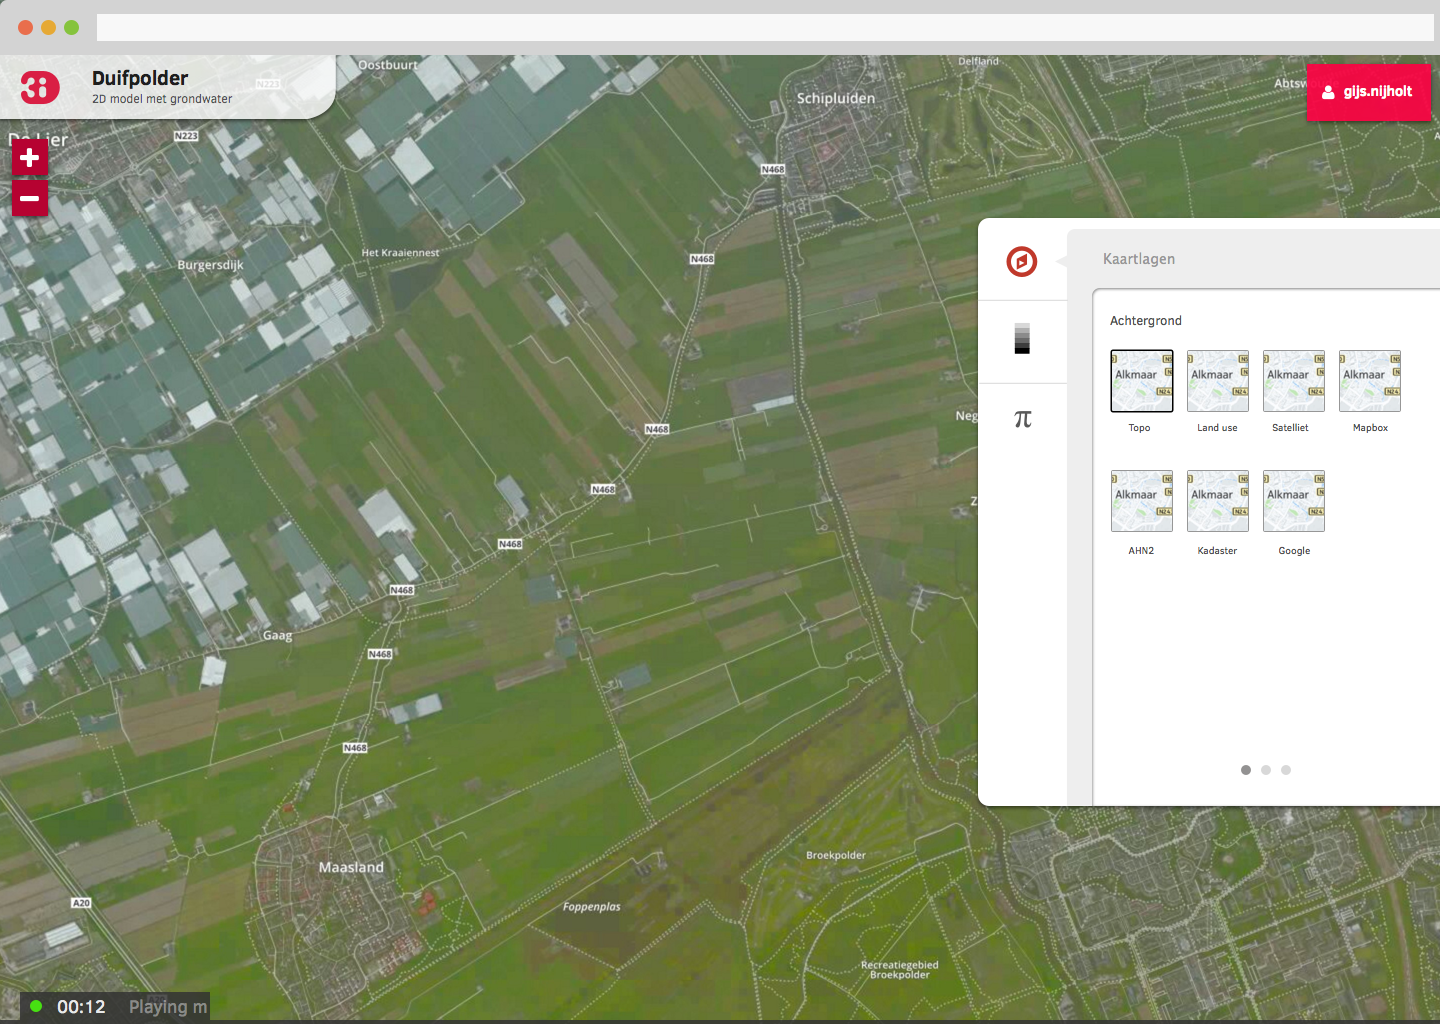 3i
Duifpolder
2D model met grondwater
N223
Oostbuurt
Delfland
Schipluiden
Abtsw
gijs.nijholt
De Lier
N223
N468
Burgersdijk
Het Kraaiennest
N468
Kaartlagen
Achtergrond
Alkmaar
Alkmaar
Alkmaar
Alkmaar
Topo
Land use
Satelliet
Mapbox
π
Neg
N468
Alkmaar
Alkmaar
Alkmaar
AHN2
Kadaster
Google
N468
Z
N468
N468
Gaag
N468
N468
Maasland
Broekpolder
A20
Foppenplas
Recreatiegebied
Broekpolder
00:12 Playing m